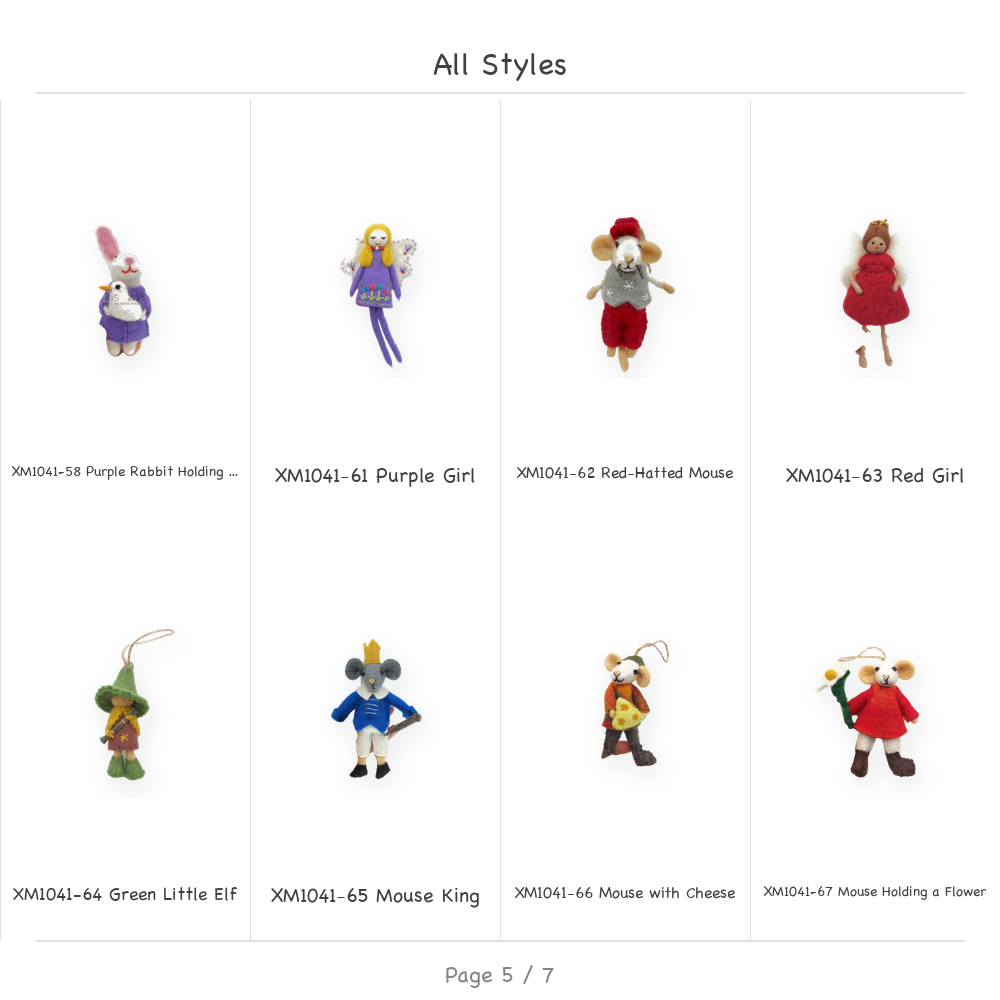 All Styles
XM1041-58 Purple Rabbit Holding ...
XM1041-61 Purple Girl
XM1041-62 Red-Hatted Mouse
XM1041-63 Red Girl
XM1041-64 Green Little Elf
XM1041-65 Mouse King
XM1041-66 Mouse with Cheese
XM1041-67 Mouse Holding a Flower
Page 5 / 7